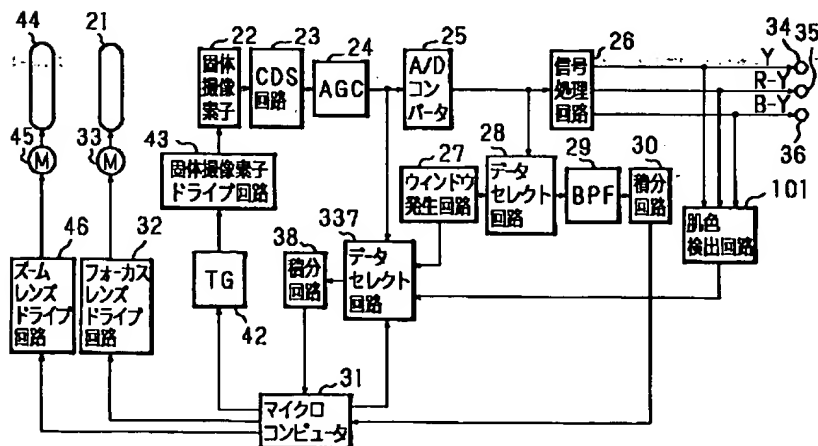 44
21
22
23
24
25
26
34
35
36
Y
R-Y
B-Y
固体
撮像
素子
CDS
回路
AGC
A/D
コン
バータ
信号
処理
回路
45
M
33
M
43
固体撮像素子
ドライブ回路
27
ウィンドウ
発生回路
28
データ
セレクト
回路
29
BPF
30
積分
回路
101
肌色
検出回路
46
ズーム
レンズ
ドライブ
回路
32
フォーカス
レンズ
ドライブ
回路
TG
42
38
積分
回路
337
データ
セレクト
回路
31
マイクロ
コンピュータ